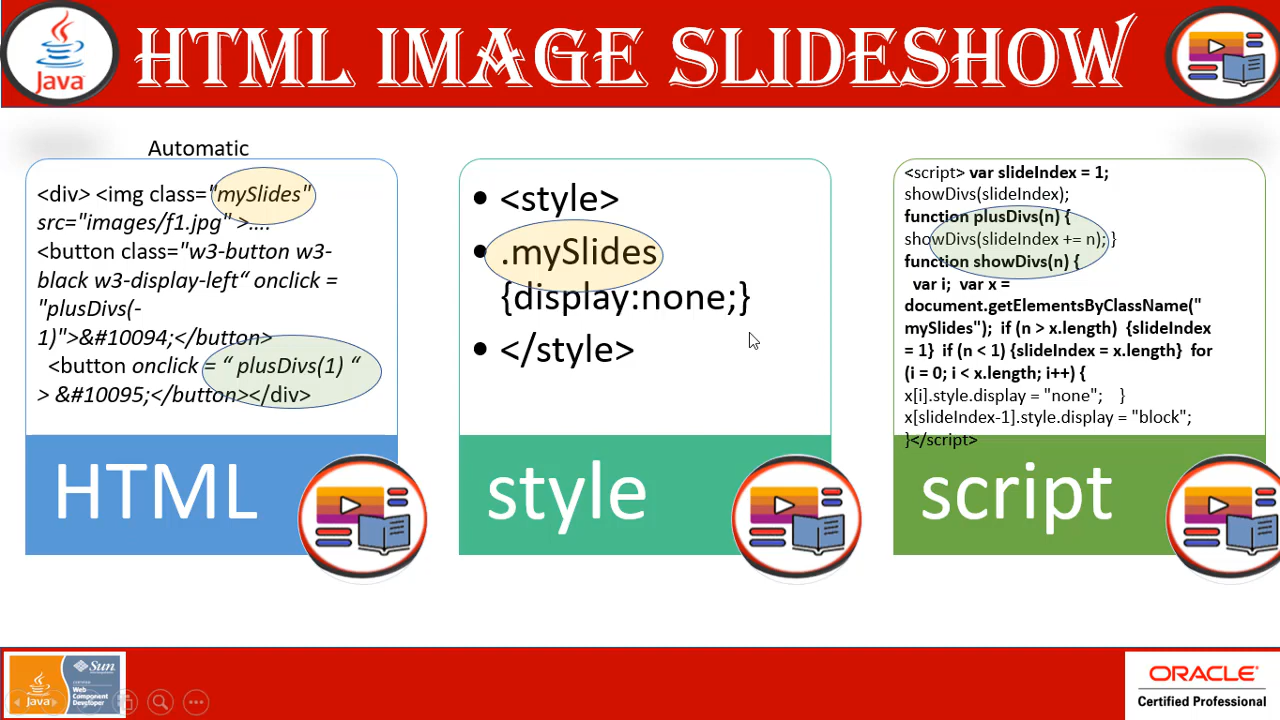 Java
HTML IMAGE SLIDESHOW
Automatic
<div> <img class="mySlides"
src="images/f1.jpg" >....
<button class="w3-button w3-
black w3-display-left“ onclick =
"plusDivs(-
1)">&#10094;</button>
<button onclick = “ plusDivs(1) “
> &#10095;</button></div>
HTML
• <style>
• .mySlides
{display:none;}
• </style>
style
<script> var slideIndex = 1;
showDivs(slideIndex);
function plusDivs(n) {
showDivs(slideIndex += n); }
function showDivs(n) {
var i;  var x =
document.getElementsByClassName("
mySlides");  if (n > x.length)  {slideIndex
= 1}  if (n < 1) {slideIndex = x.length}  for
(i = 0; i < x.length; i++) {
x[i].style.display = "none";    }
x[slideIndex-1].style.display = "block";
}</script>
script
Java
Sun
Web
Component
Developer
ORACLE
Certified Professional